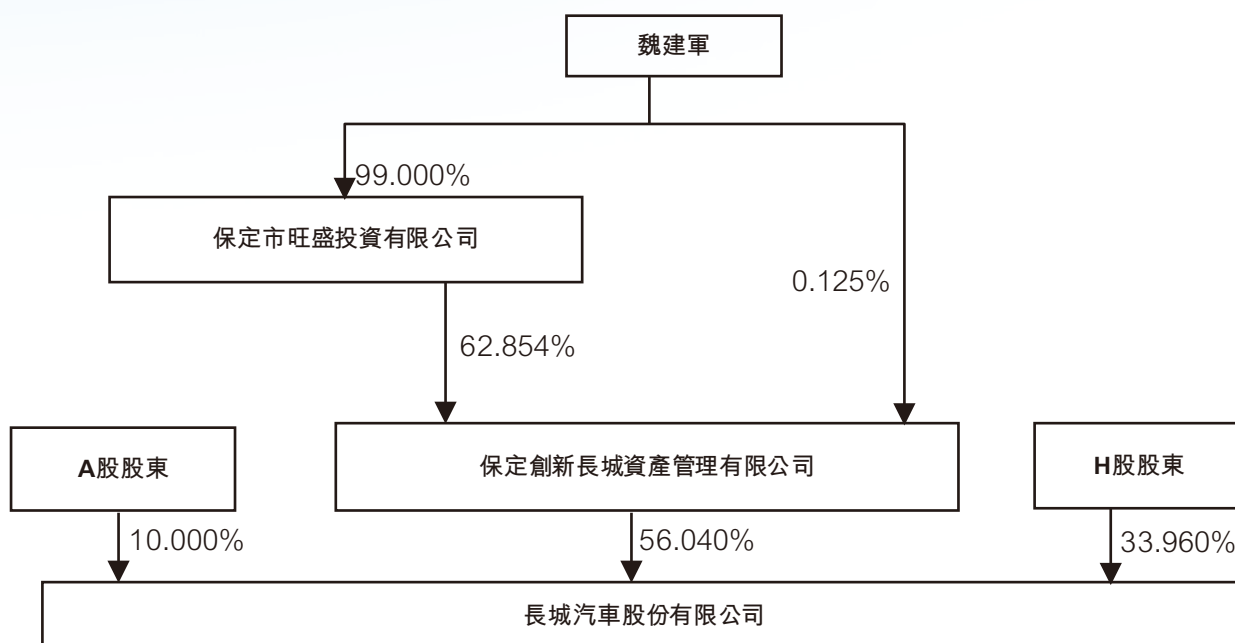 魏建軍
99.000%
保定市旺盛投資有限公司
0.125%
62.854%
A股股東
保定創新長城資產管理有限公司
H股股東
10.000%
56.040%
33.960%
長城汽車股份有限公司